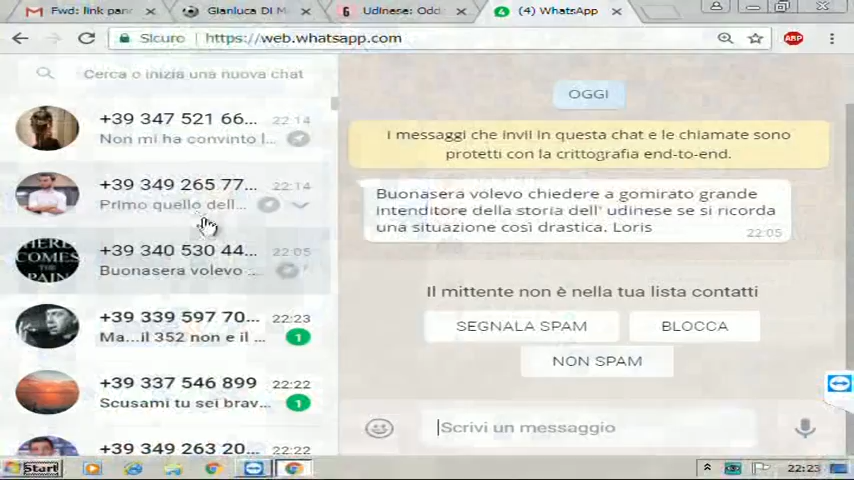 Fwd: link pan
Gianluca Di M
Udinese: Odd
(4) WhatsApp
Sicuro
https://web.whatsapp.com
ABP
Cerca o inizia una nuova chat
+39 347 521 66...
22:14
Non mi ha convinto l...
+39 349 265 77...
22:14
Primo quello dell...
HERE
COMES
THE
PAIN
+39 340 530 44...
22:05
Buonasera volevo ...
+39 339 597 70...
22:23
Ma...il 352 non e il ...
1
+39 337 546 899
22:22
Scusami tu sei brav...
1
+39 349 263 20...
22:22
OGGI
I messaggi che invii in questa chat e le chiamate sono
protetti con la crittografia end-to-end.
Buonasera volevo chiedere a gomirato grande
intenditore della storia dell' udinese se si ricorda
una situazione così drastica. Loris
22:05
Il mittente non è nella tua lista contatti
SEGNALA SPAM
BLOCCA
NON SPAM
Scrivi un messaggio
Start
22:23